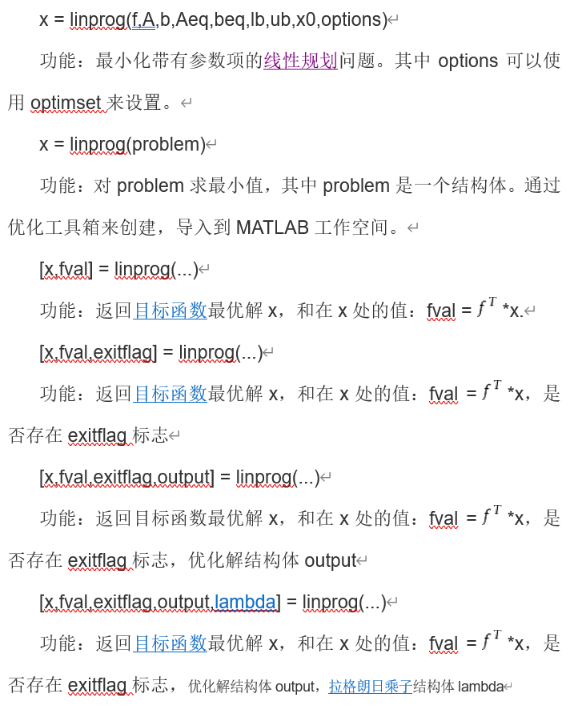 x = linprog(f,A,b,Aeq,beq,lb,ub,x0,options)↵
功能：最小化带有参数项的线性规划问题。其中 options 可以使
用 optimset 来设置。↵
x = linprog(problem)↵
功能：对 problem 求最小值，其中 problem 是一个结构体。通过
优化工具箱来创建，导入到 MATLAB 工作空间。↵
[x,fval] = linprog(...)↵
功能：返回目标函数最优解 x，和在 x 处的值：fval = f^T *x.↵
[x,fval,exitflag] = linprog(...)↵
功能：返回目标函数最优解 x，和在 x 处的值：fval = f^T *x，是
否存在 exitflag 标志↵
[x,fval,exitflag,output] = linprog(...)↵
功能：返回目标函数最优解 x，和在 x 处的值：fval = f^T *x，是
否存在 exitflag 标志，优化解结构体 output↵
[x,fval,exitflag,output,lambda] = linprog(...)↵
功能：返回目标函数最优解 x，和在 x 处的值：fval = f^T *x，是
否存在 exitflag 标志，优化解结构体 output，拉格朗日乘子结构体 lambda↵